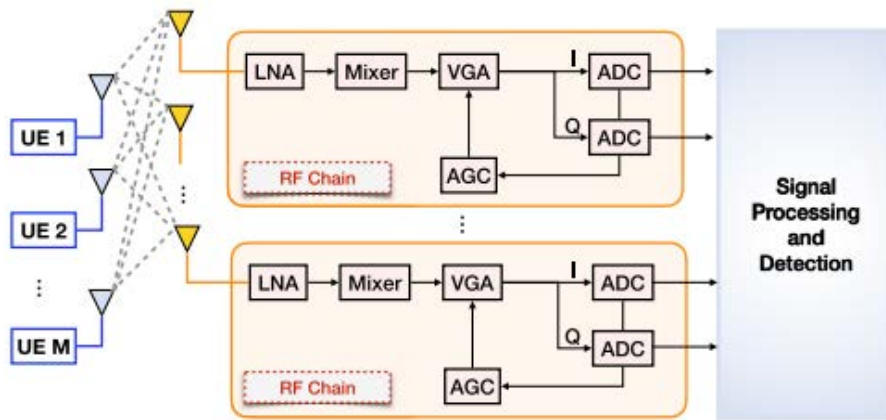 UE 1
UE 2
⋮
UE M
LNA
Mixer
VGA
I
ADC
Q
ADC
AGC
RF Chain
...
LNA
Mixer
VGA
I
ADC
Q
ADC
AGC
RF Chain
Signal
Processing
and
Detection